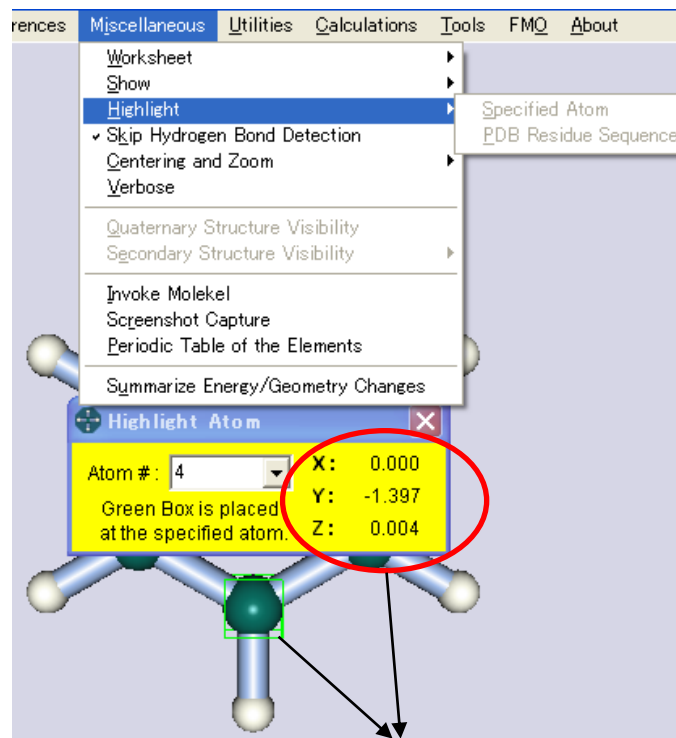 rences Miscellaneous Utilities Calculations Tools FMO About
Worksheet
Show
Highlight
Specified Atom
✓ Skip Hydrogen Bond Detection
PDB Residue Sequence
Centering and Zoom
Verbose
Quaternary Structure Visibility
Secondary Structure Visibility
Invoke Molekel
Screenshot Capture
Periodic Table of the Elements
Summarize Energy/Geometry Changes
Highlight Atom
Atom # : 4
Green Box is placed
at the specified atom.
X : 0.000
Y : -1.397
Z : 0.004